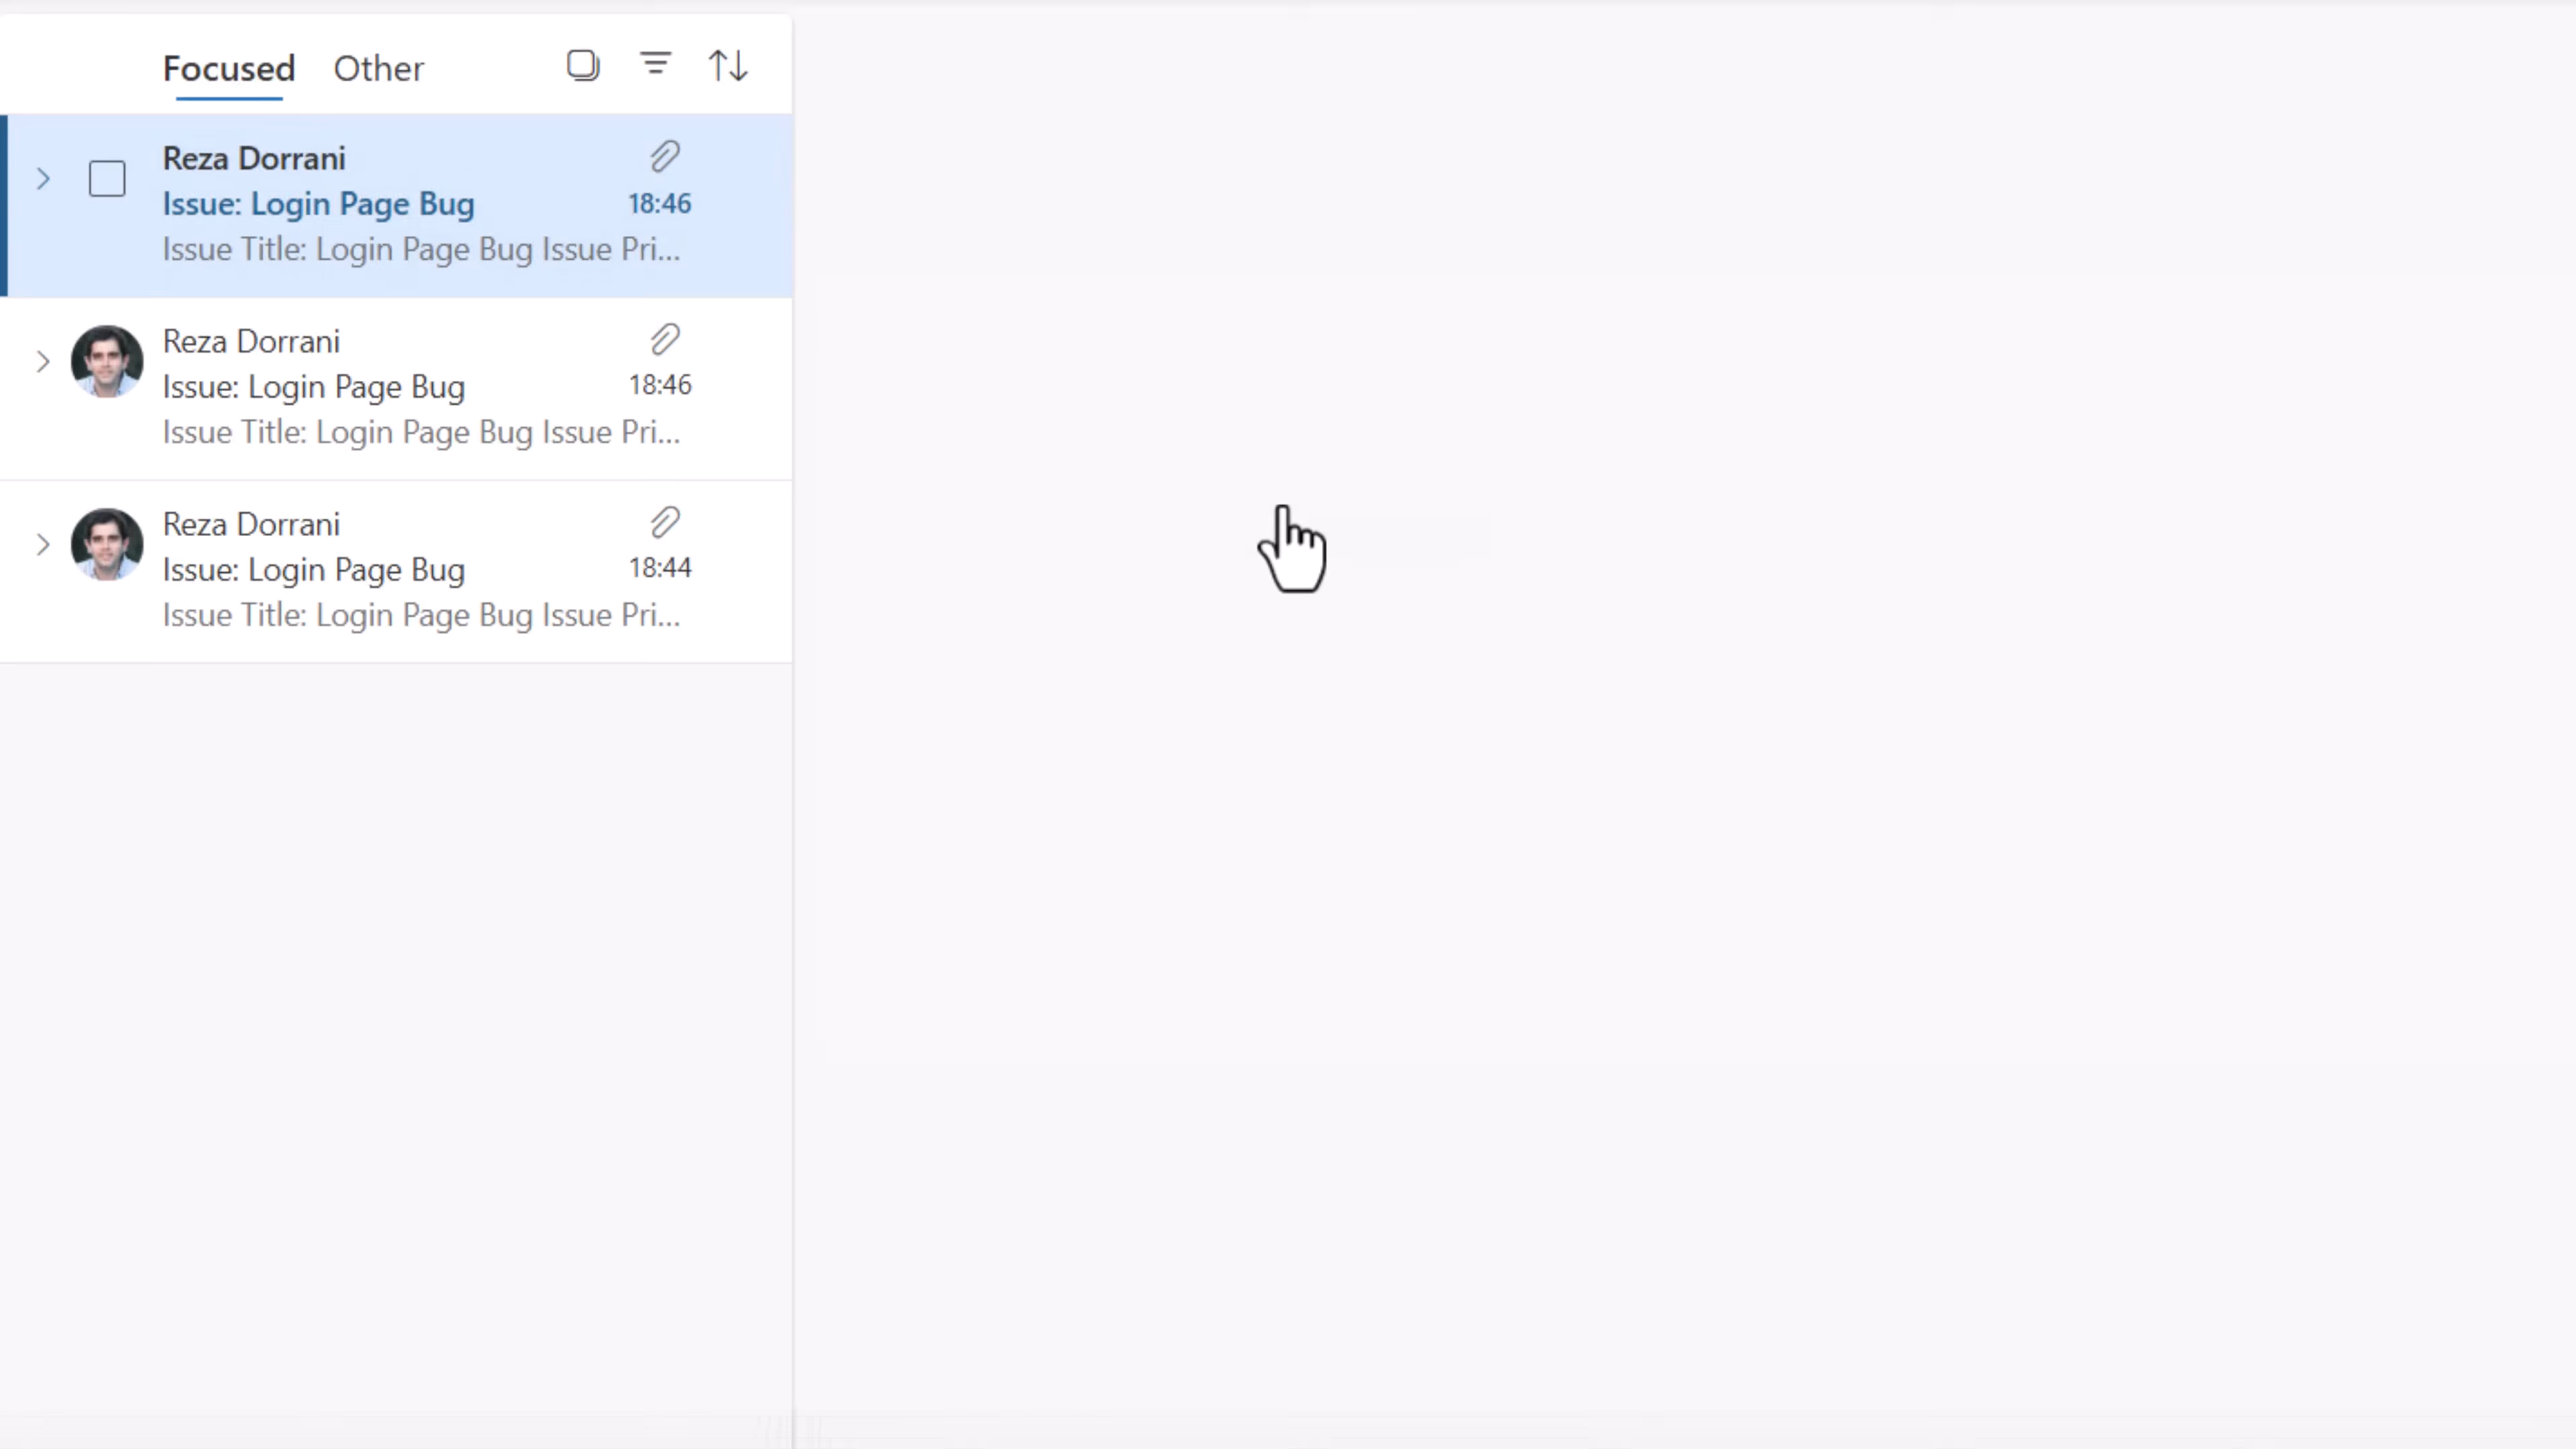 Focused Other
Reza Dorrani
Issue: Login Page Bug 18:46
Issue Title: Login Page Bug Issue Pri...
Reza Dorrani
Issue: Login Page Bug 18:46
Issue Title: Login Page Bug Issue Pri...
Reza Dorrani
Issue: Login Page Bug 18:44
Issue Title: Login Page Bug Issue Pri...